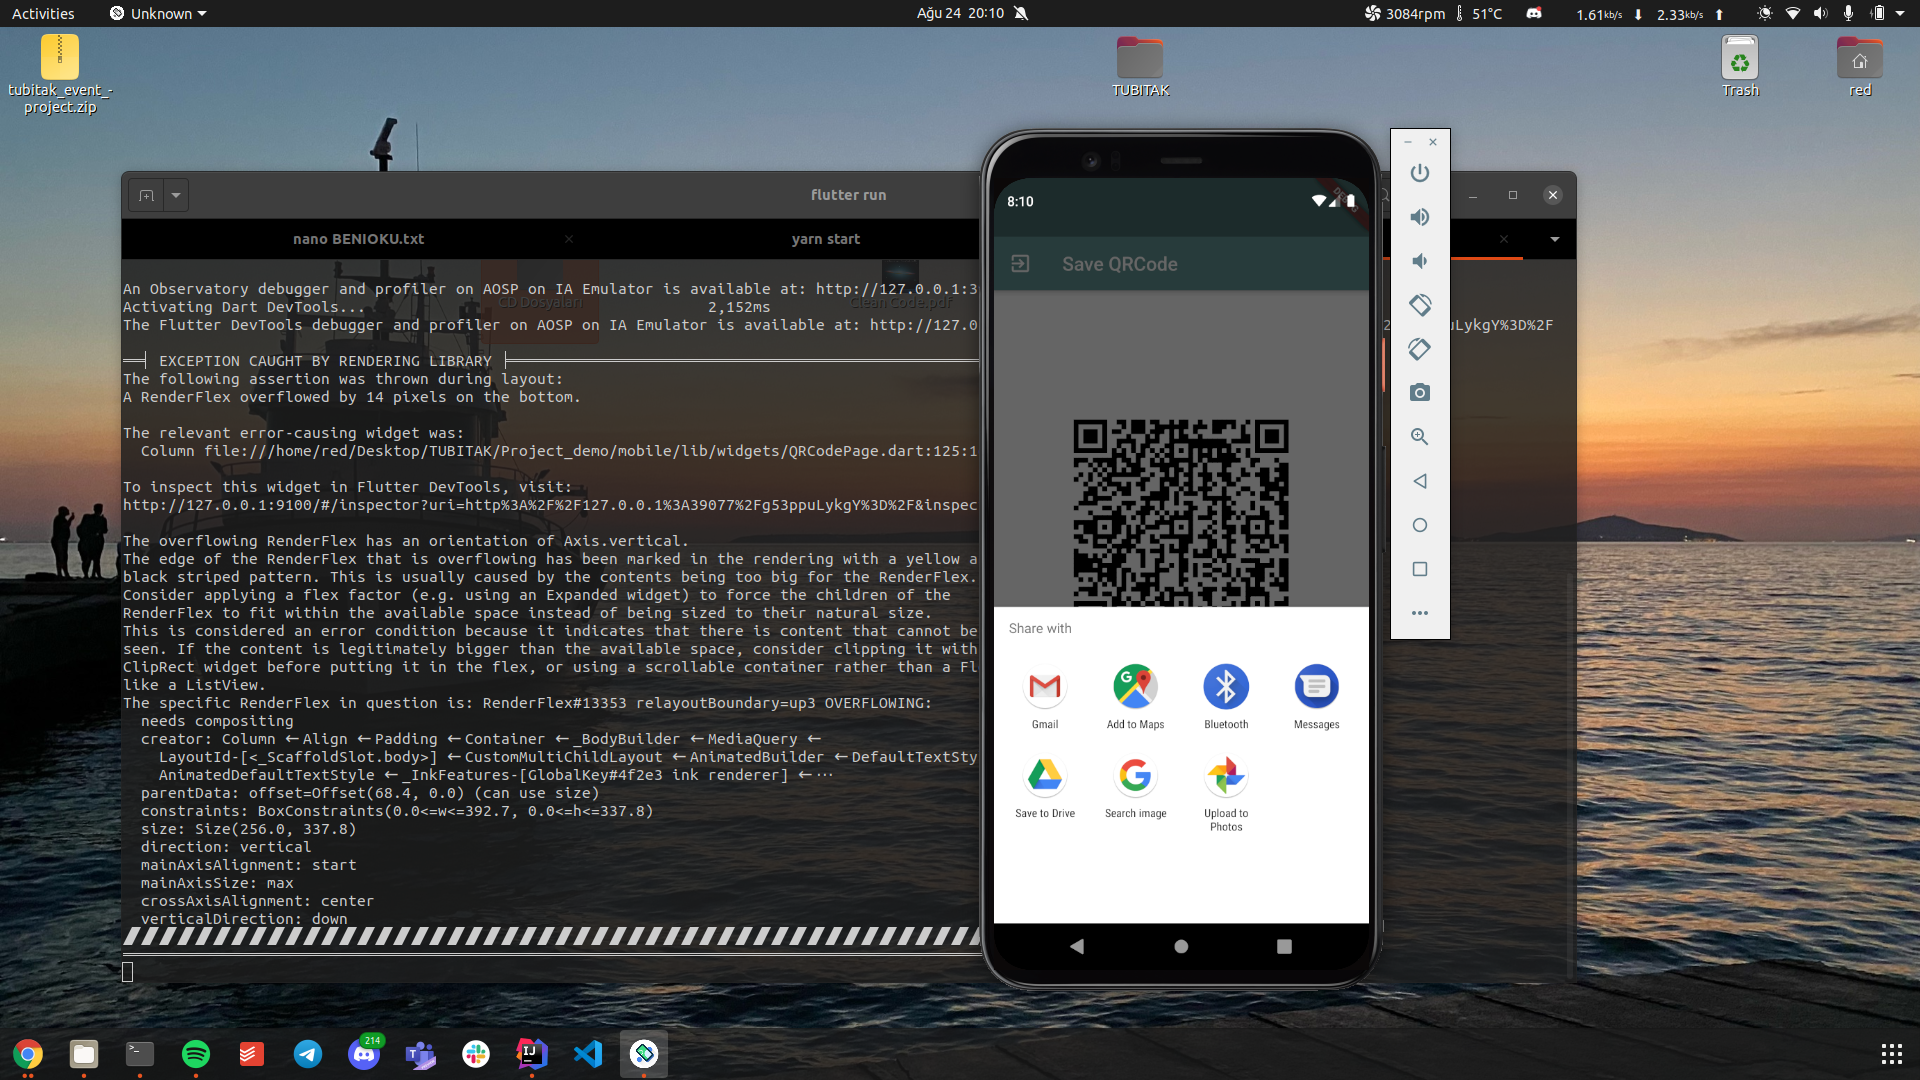 Activities
Unknown
Ağu 24 20:10
3084rpm
51°C
1.61kb/s
2.33kb/s
tubitak_event_-
project.zip
TUBITAK
Trash
red
flutter run
nano BENIOKU.txt
yarn start
CD Dosyaları
Clean Code.pdf
An Observatory debugger and profiler on AOSP on IA Emulator is available at: http://127.0.0.1:3
Activating Dart DevTools... 2,152ms
The Flutter DevTools debugger and profiler on AOSP on IA Emulator is available at: http://127.0
uLykgY%3D%2F
EXCEPTION CAUGHT BY RENDERING LIBRARY
The following assertion was thrown during layout:
A RenderFlex overflowed by 14 pixels on the bottom.
The relevant error-causing widget was:
Column file:///home/red/Desktop/TUBITAK/Project_demo/mobile/lib/widgets/QRCodePage.dart:125:1
To inspect this widget in Flutter DevTools, visit:
http://127.0.0.1:9100/#/inspector?uri=http%3A%2F%2F127.0.0.1%3A39077%2Fg53ppuLykgY%3D%2F&inspec
The overflowing RenderFlex has an orientation of Axis.vertical.
The edge of the RenderFlex that is overflowing has been marked in the rendering with a yellow a
black striped pattern. This is usually caused by the contents being too big for the RenderFlex.
Consider applying a flex factor (e.g. using an Expanded widget) to force the children of the
RenderFlex to fit within the available space instead of being sized to their natural size.
This is considered an error condition because it indicates that there is content that cannot be
seen. If the content is legitimately bigger than the available space, consider clipping it with
ClipRect widget before putting it in the flex, or using a scrollable container rather than a Fl
like a ListView.
The specific RenderFlex in question is: RenderFlex#13353 relayoutBoundary=up3 OVERFLOWING:
needs compositing
creator: Column ← Align ← Padding ← Container ← _BodyBuilder ← MediaQuery ←
LayoutId-[<_ScaffoldSlot.body>] ← CustomMultiChildLayout ← AnimatedBuilder ← DefaultTextSty
AnimatedDefaultTextStyle ← _InkFeatures-[GlobalKey#4f2e3 ink renderer] ← ⋯
parentData: offset=Offset(68.4, 0.0) (can use size)
constraints: BoxConstraints(0.0<=w<=392.7, 0.0<=h<=337.8)
size: Size(256.0, 337.8)
direction: vertical
mainAxisAlignment: start
mainAxisSize: max
crossAxisAlignment: center
verticalDirection: down
8:10
DEBUG
Save QRCode
Share with
Gmail
Add to Maps
Bluetooth
Messages
Save to Drive
Search image
Upload to
Photos
214